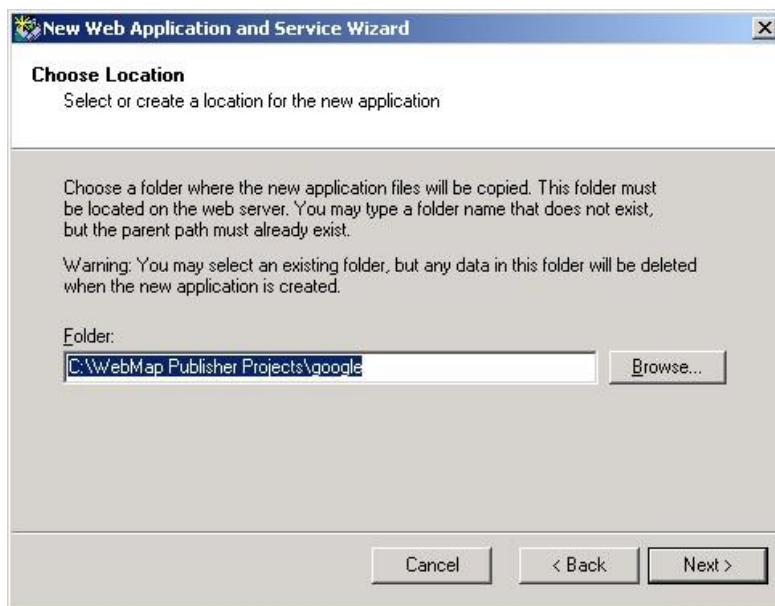 New Web Application and Service Wizard
Choose Location
Select or create a location for the new application
Choose a folder where the new application files will be copied. This folder must
be located on the web server. You may type a folder name that does not exist,
but the parent path must already exist.
Warning: You may select an existing folder, but any data in this folder will be deleted
when the new application is created.
Folder:
C:\WebMap Publisher Projects\google
Browse...
Cancel
< Back
Next >